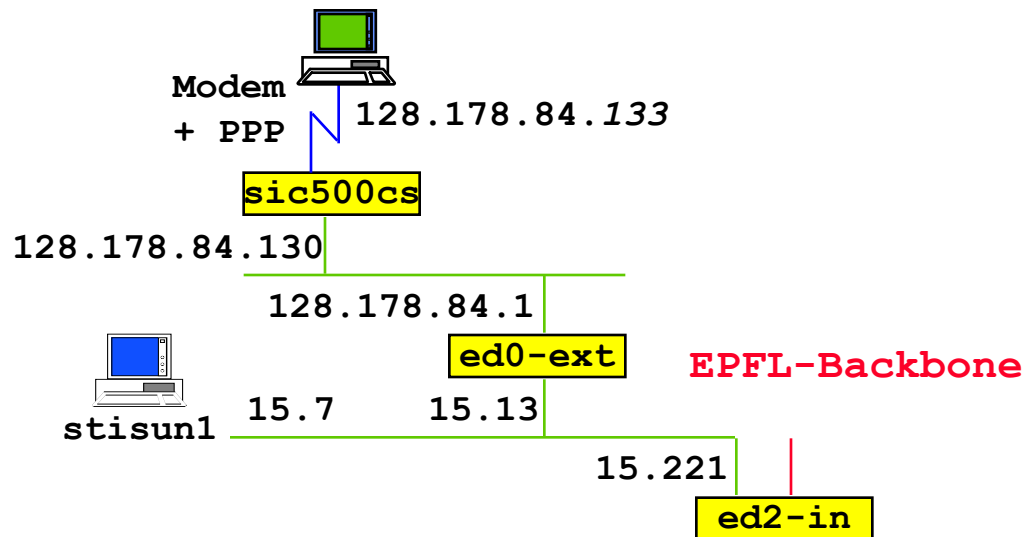 Modem
+ PPP
128.178.84.133
sic500cs
128.178.84.130
128.178.84.1
ed0-ext
EPFL-Backbone
15.7
15.13
stisun1
15.221
ed2-in